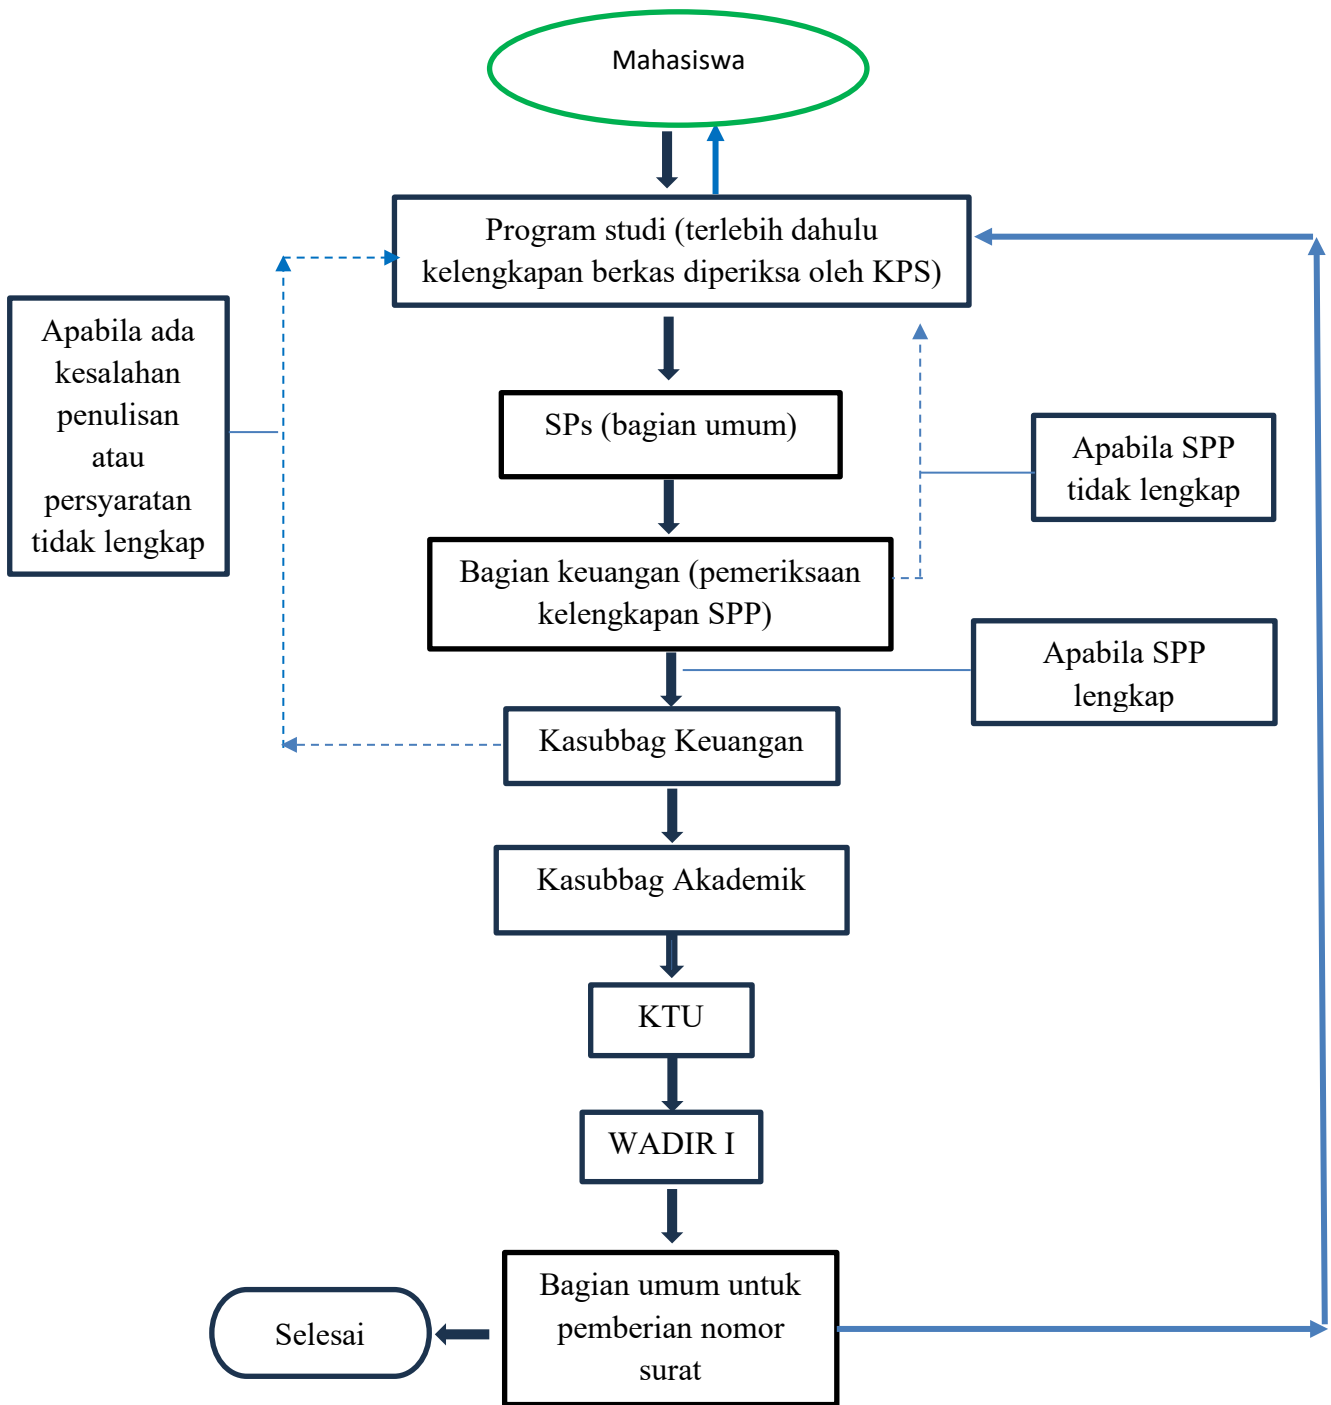 Mahasiswa
Program studi (terlebih dahulu
kelengkapan berkas diperiksa oleh KPS)
Apabila ada
kesalahan
penulisan
atau
persyaratan
tidak lengkap
SPs (bagian umum)
Apabila SPP
tidak lengkap
Bagian keuangan (pemeriksaan
kelengkapan SPP)
Apabila SPP
lengkap
Kasubbag Keuangan
Kasubbag Akademik
KTU
WADIR I
Bagian umum untuk
pemberian nomor
surat
Selesai